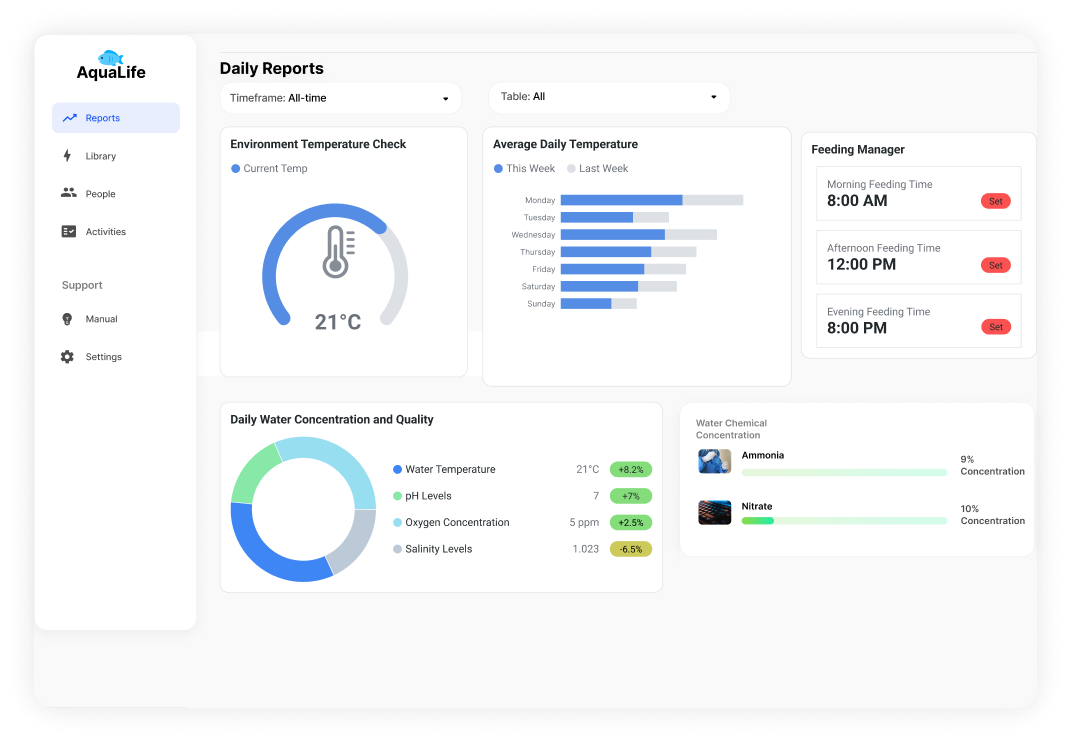 AquaLife
Reports
Library
People
Activities
Support
Manual
Settings
Daily Reports
Timeframe: All-time
Table: All
Environment Temperature Check
Current Temp
21°C
Average Daily Temperature
This Week
Last Week
Monday
Tuesday
Wednesday
Thursday
Friday
Saturday
Sunday
Feeding Manager
Morning Feeding Time
8:00 AM
Set
Afternoon Feeding Time
12:00 PM
Set
Evening Feeding Time
8:00 PM
Set
Daily Water Concentration and Quality
Water Temperature 21°C +8.2%
pH Levels 7 +7%
Oxygen Concentration 5 ppm +2.5%
Salinity Levels 1.023 -6.5%
Water Chemical
Concentration
Ammonia
9%
Concentration
Nitrate
10%
Concentration